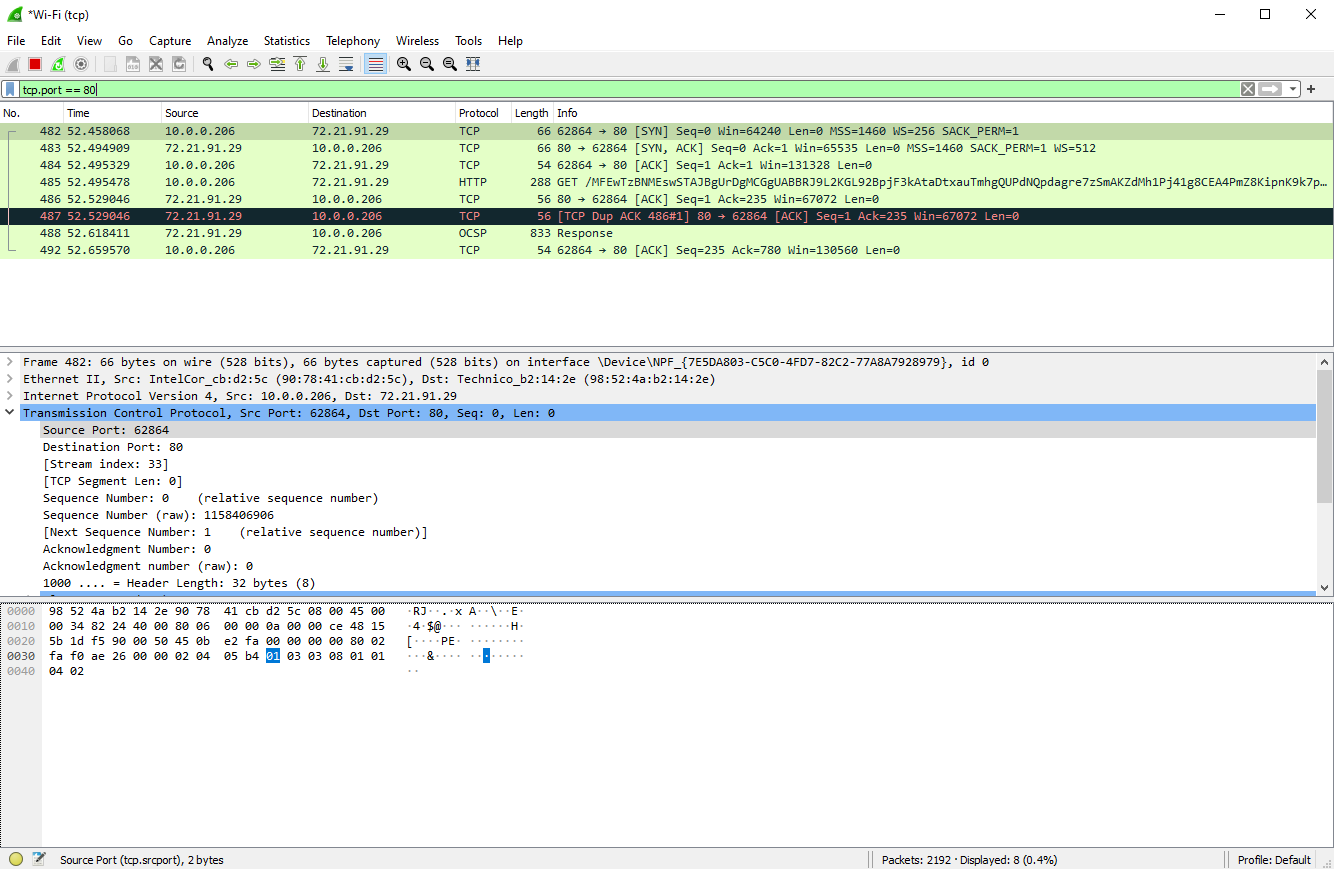 *Wi-Fi (tcp)
File Edit View Go Capture Analyze Statistics Telephony Wireless Tools Help
tcp.port == 80
No. Time Source Destination Protocol Length Info
482 52.458068 10.0.0.206 72.21.91.29 TCP 66 62864 → 80 [SYN] Seq=0 Win=64240 Len=0 MSS=1460 WS=256 SACK_PERM=1
483 52.494909 72.21.91.29 10.0.0.206 TCP 66 80 → 62864 [SYN, ACK] Seq=0 Ack=1 Win=65535 Len=0 MSS=1460 SACK_PERM=1 WS=512
484 52.495329 10.0.0.206 72.21.91.29 TCP 54 62864 → 80 [ACK] Seq=1 Ack=1 Win=131328 Len=0
485 52.495478 10.0.0.206 72.21.91.29 HTTP 288 GET /MFEwTzBNMEswSTAJBgUrDgMCGgUABBRJ9L2KGL92BpjF3kAtaDtxauTmhgQUPdNQpdagre7zSmAKZdMh1Pj41g8CEA4PmZ8KipnK9k7p…
486 52.529046 72.21.91.29 10.0.0.206 TCP 56 80 → 62864 [ACK] Seq=1 Ack=235 Win=67072 Len=0
487 52.529046 72.21.91.29 10.0.0.206 TCP 56 [TCP Dup ACK 486#1] 80 → 62864 [ACK] Seq=1 Ack=235 Win=67072 Len=0
488 52.618411 72.21.91.29 10.0.0.206 OCSP 833 Response
492 52.659570 10.0.0.206 72.21.91.29 TCP 54 62864 → 80 [ACK] Seq=235 Ack=780 Win=130560 Len=0
Frame 482: 66 bytes on wire (528 bits), 66 bytes captured (528 bits) on interface \Device\NPF_{7E5DA803-C5C0-4FD7-82C2-77A8A7928979}, id 0
Ethernet II, Src: IntelCor_cb:d2:5c (90:78:41:cb:d2:5c), Dst: Technico_b2:14:2e (98:52:4a:b2:14:2e)
Internet Protocol Version 4, Src: 10.0.0.206, Dst: 72.21.91.29
Transmission Control Protocol, Src Port: 62864, Dst Port: 80, Seq: 0, Len: 0
Source Port: 62864
Destination Port: 80
[Stream index: 33]
[TCP Segment Len: 0]
Sequence Number: 0 (relative sequence number)
Sequence Number (raw): 1158406906
[Next Sequence Number: 1 (relative sequence number)]
Acknowledgment Number: 0
Acknowledgment number (raw): 0
1000 .... = Header Length: 32 bytes (8)
0000 98 52 4a b2 14 2e 90 78 41 cb d2 5c 08 00 45 00 ·RJ··.·x A··\··E·
0010 00 34 82 24 40 00 80 06 00 00 0a 00 00 ce 48 15 ·4·$@··· ······H·
0020 5b 1d f5 90 00 50 45 0b e2 fa 00 00 00 00 80 02 [····PE· ········
0030 fa f0 ae 26 00 00 02 04 05 b4 01 03 03 08 01 01 ···&···· ········
0040 04 02 ··
Source Port (tcp.srcport), 2 bytes
Packets: 2192 · Displayed: 8 (0.4%)
Profile: Default